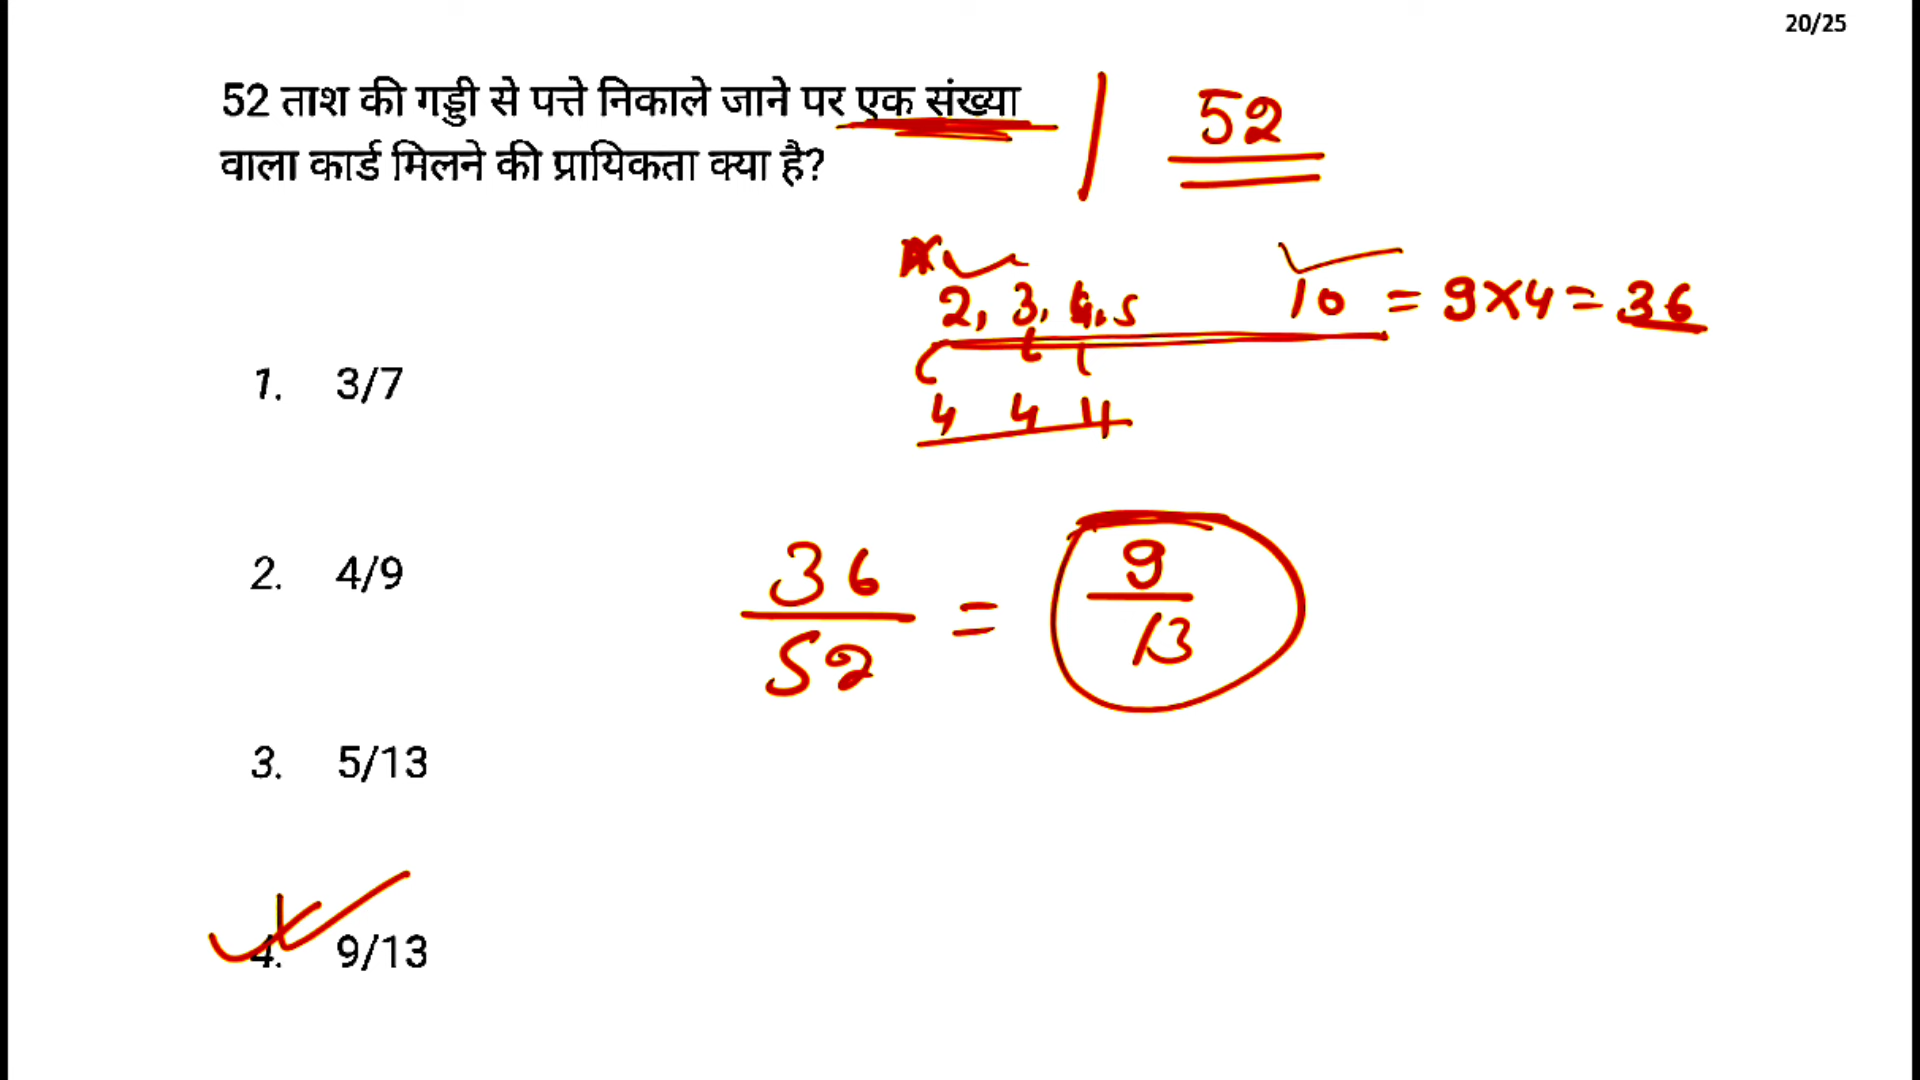 20/25
52 ताश की गड्डी से पत्ते निकाले जाने पर एक संख्या
वाला कार्ड मिलने की प्रायिकता क्या है?
52
2, 3, 4, 5 10 = 9×4 = 36
4 4 4
1. 3/7
2. 4/9
36/52 = 9/13
3. 5/13
4. 9/13